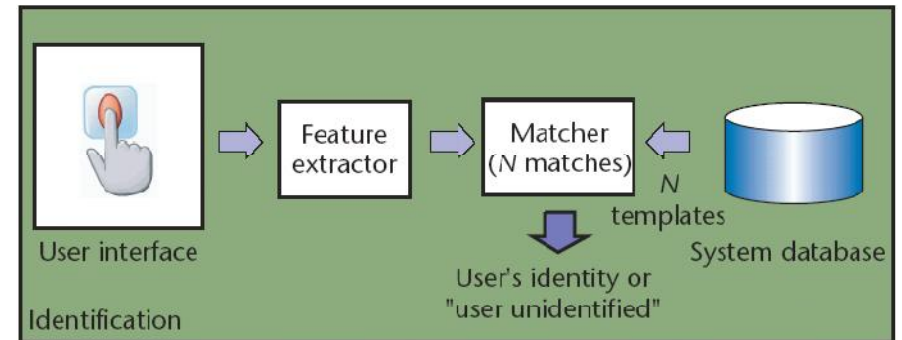 Feature
extractor
Matcher
(N matches)
N
templates
User interface
System database
User's identity or
"user unidentified"
Identification